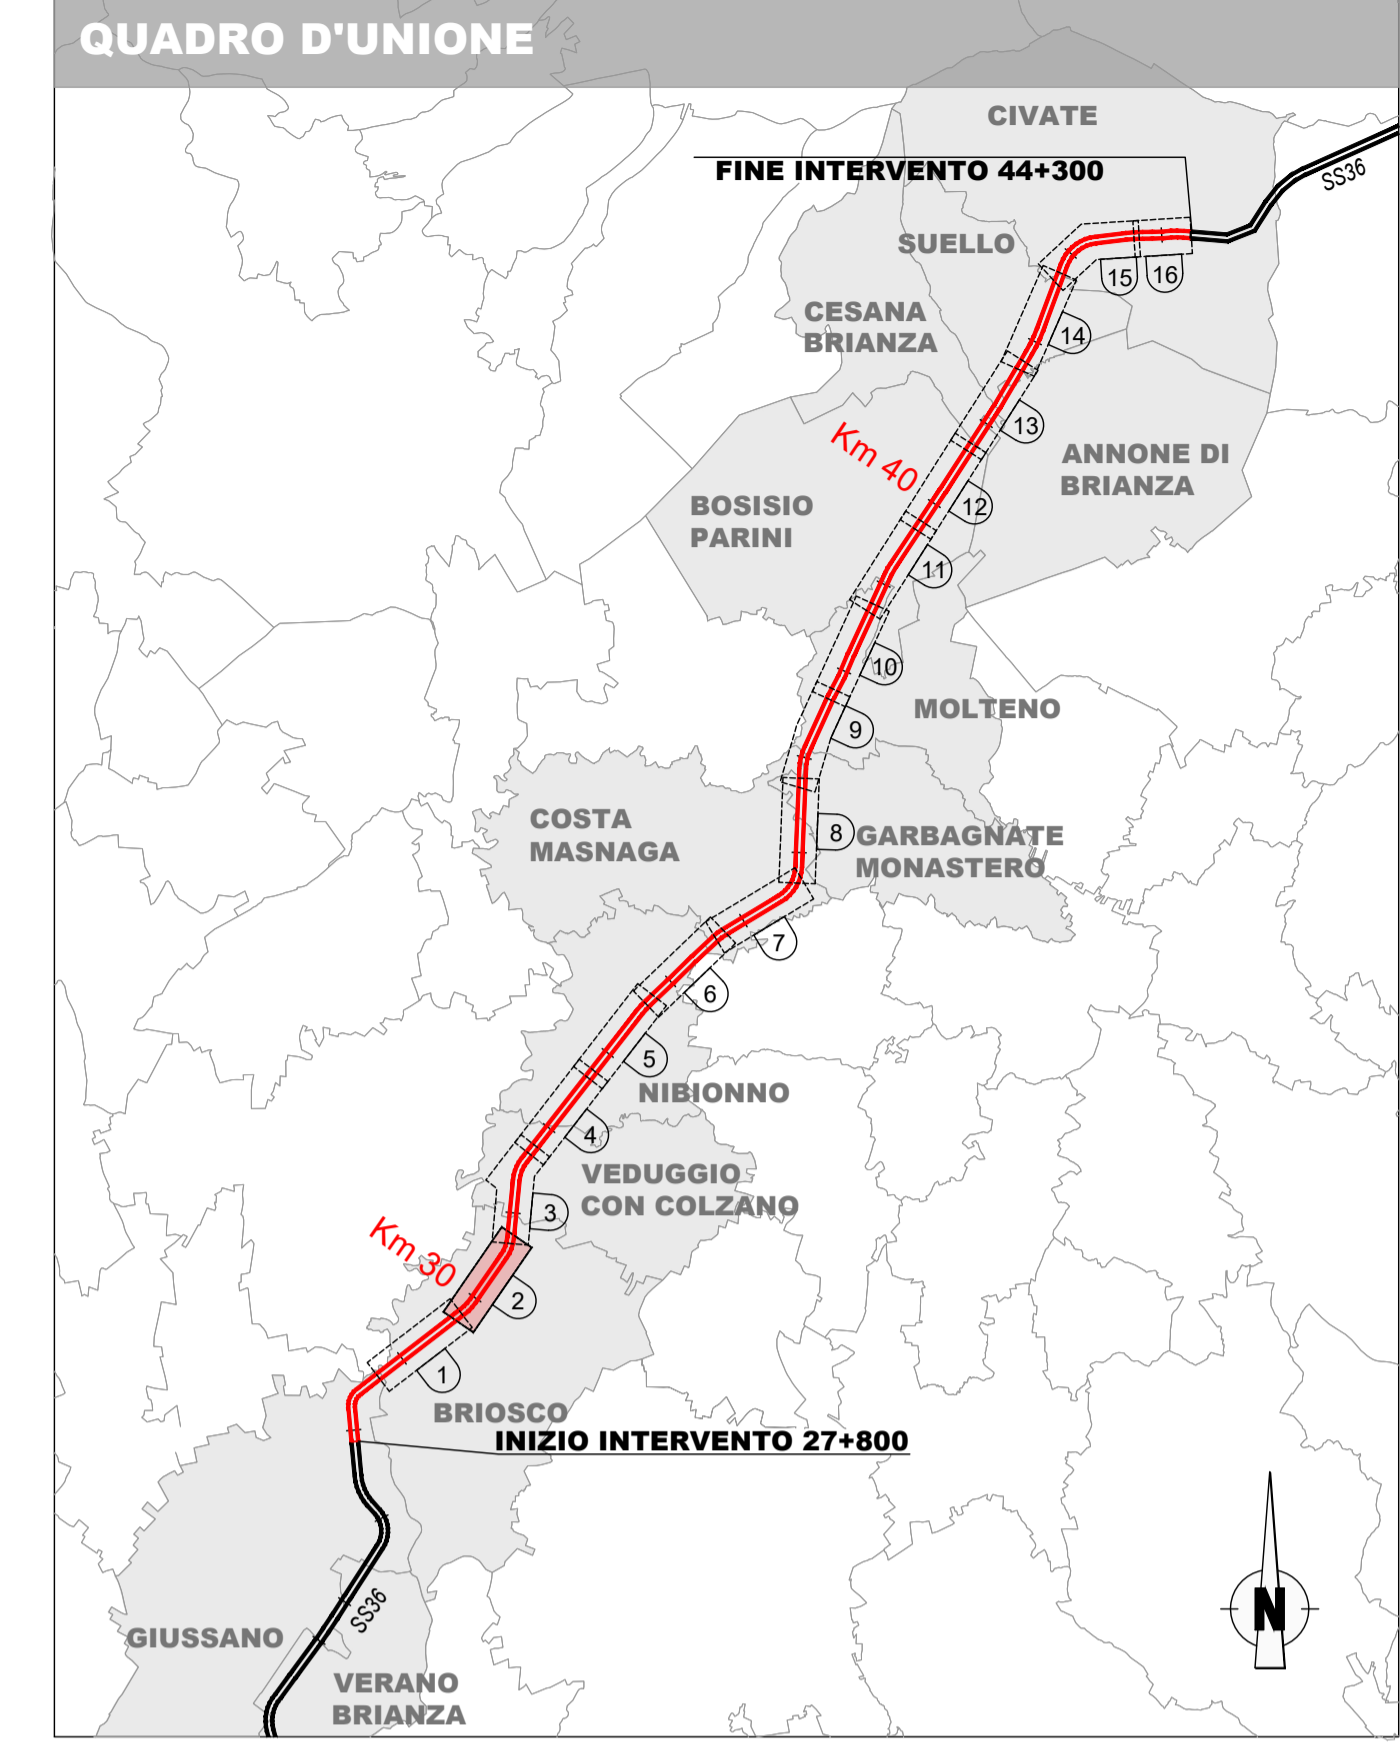 QUADRO D'UNIONE
CIVATE
FINE INTERVENTO 44+300
SS36
SUELLO
15
16
CESANA
BRIANZA
14
13
Km 40
ANNONE DI
BRIANZA
12
BOSISIO
PARINI
11
10
MOLTENO
9
COSTA
MASNAGA
8
GARBAGNATE
MONASTERO
7
6
5
NIBIONNO
4
VEDUGGIO
CON COLZANO
3
Km 30
2
1
BRIOSCO
INIZIO INTERVENTO 27+800
SS36
GIUSSANO
N
VERANO
BRIANZA